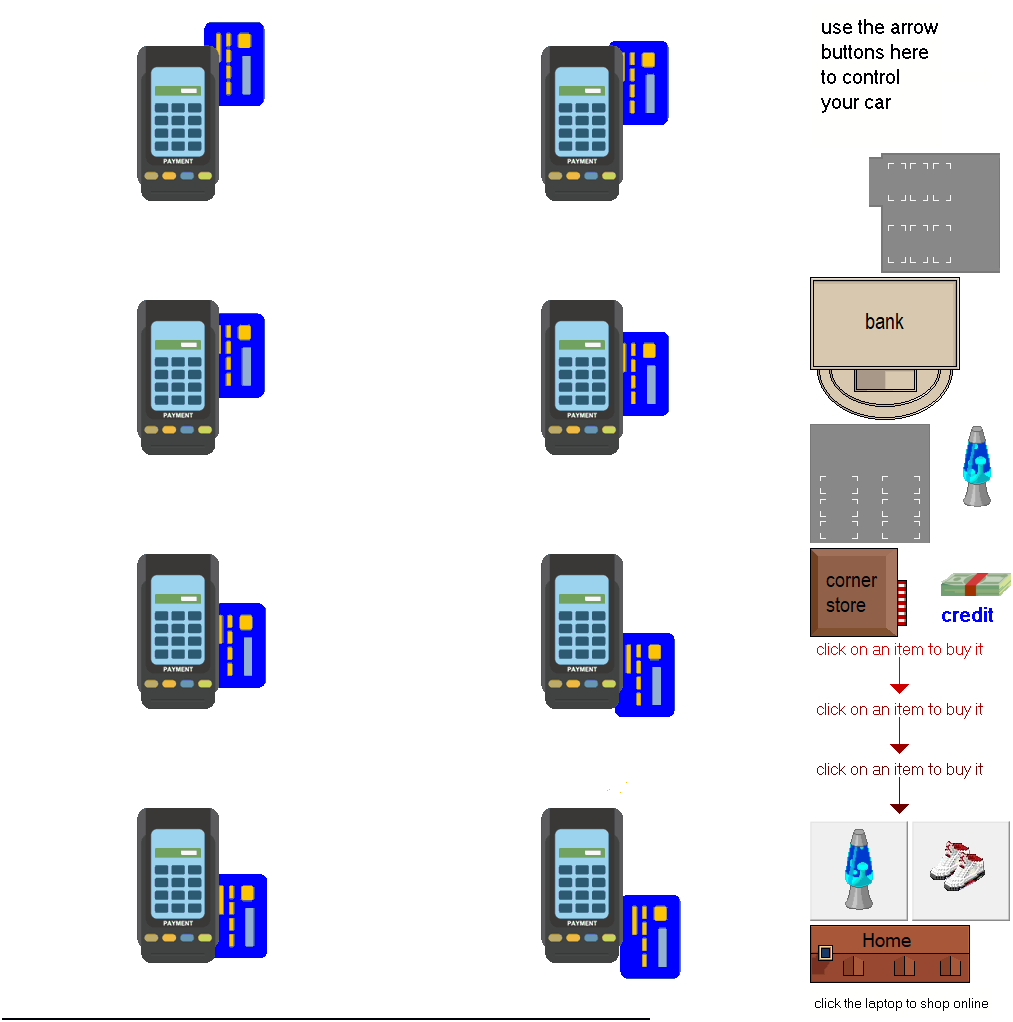 use the arrow
buttons here
to control
your car
PAYMENT
PAYMENT
bank
PAYMENT
PAYMENT
corner
store
credit
click on an item to buy it
PAYMENT
PAYMENT
click on an item to buy it
click on an item to buy it
PAYMENT
PAYMENT
Home
click the laptop to shop online